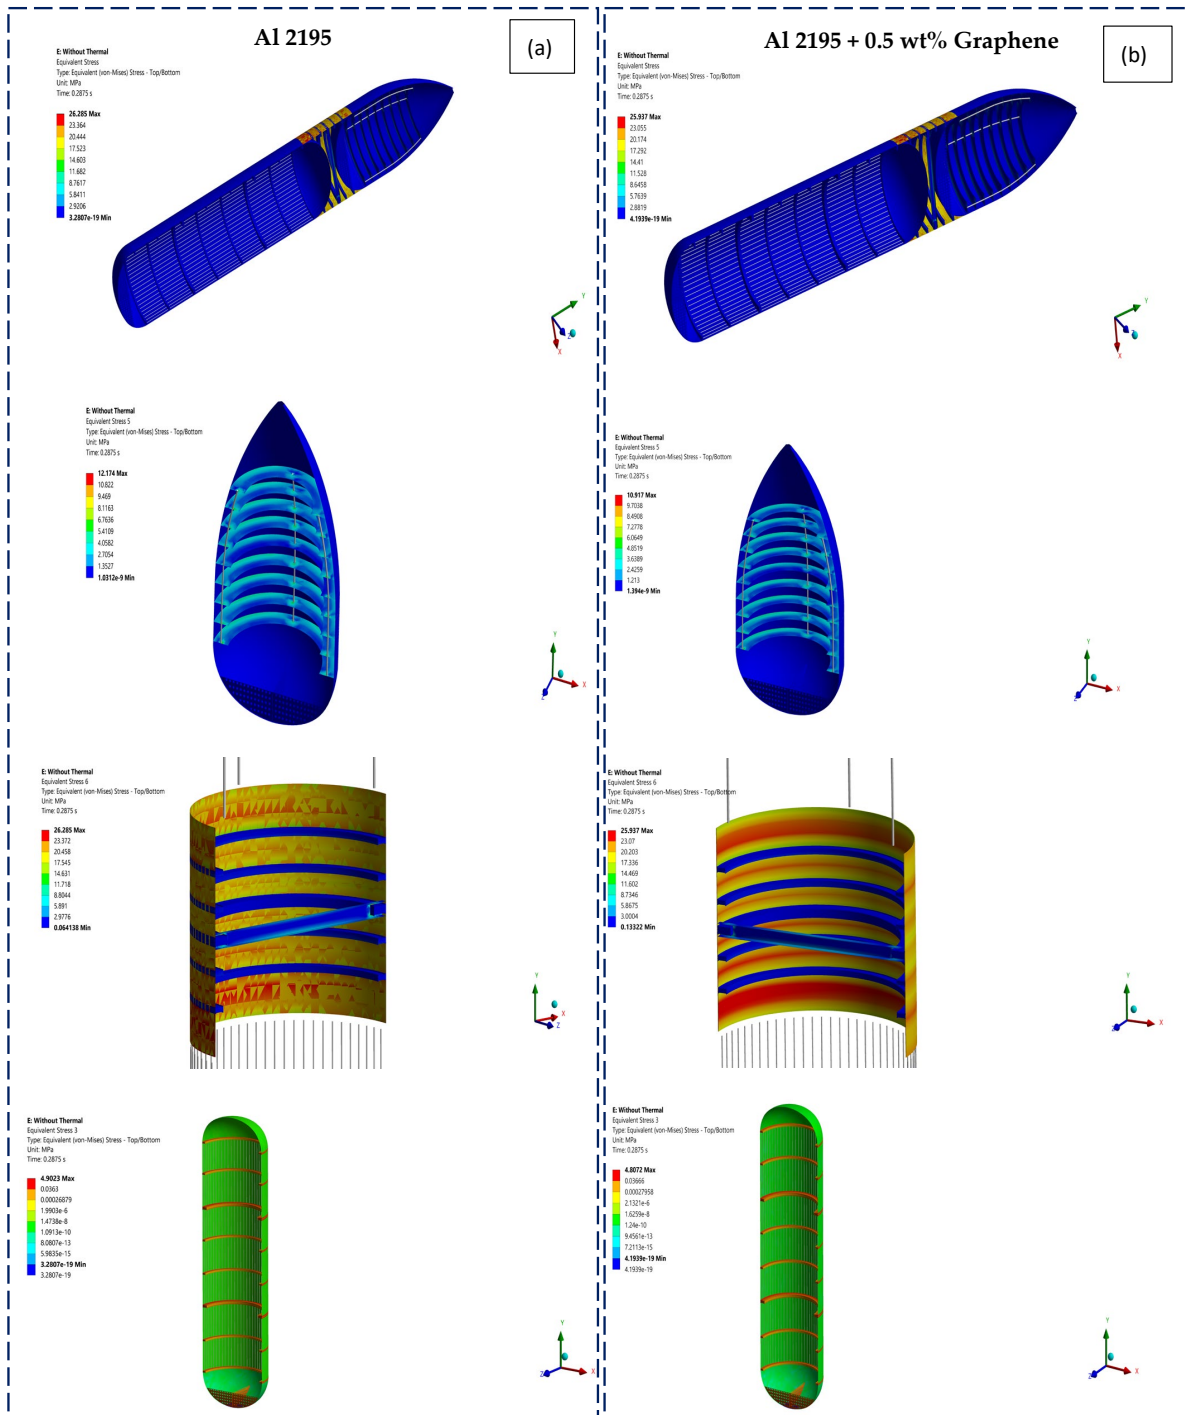 Al 2195
(a)
E: Without Thermal
Equivalent Stress
Type: Equivalent (von-Mises) Stress - Top/Bottom
Unit: MPa
Time: 0.2875 s
26.285 Max
23.364
20.444
17.523
14.603
11.682
8.7617
5.8411
2.9206
3.2807e-19 Min
Y
Z
X
E: Without Thermal
Equivalent Stress 5
Type: Equivalent (von-Mises) Stress - Top/Bottom
Unit: MPa
Time: 0.2875 s
12.174 Max
10.822
9.469
8.1163
6.7636
5.4109
4.0582
2.7054
1.3527
1.0312e-9 Min
Y
X
Z
E: Without Thermal
Equivalent Stress 6
Type: Equivalent (von-Mises) Stress - Top/Bottom
Unit: MPa
Time: 0.2875 s
26.285 Max
23.372
20.458
17.545
14.631
11.718
8.8044
5.891
2.9776
0.064138 Min
Y
X
Z
E: Without Thermal
Equivalent Stress 3
Type: Equivalent (von-Mises) Stress - Top/Bottom
Unit: MPa
Time: 0.2875 s
4.9023 Max
0.0363
0.00026879
1.9903e-6
1.4738e-8
1.0913e-10
8.0807e-13
5.9835e-15
3.2807e-19 Min
3.2807e-19
Y
Z
X
Al 2195 + 0.5 wt% Graphene
(b)
E: Without Thermal
Equivalent Stress
Type: Equivalent (von-Mises) Stress - Top/Bottom
Unit: MPa
Time: 0.2875 s
25.937 Max
23.055
20.174
17.292
14.41
11.528
8.6458
5.7639
2.8819
4.1939e-19 Min
Y
Z
X
E: Without Thermal
Equivalent Stress 5
Type: Equivalent (von-Mises) Stress - Top/Bottom
Unit: MPa
Time: 0.2875 s
10.917 Max
9.7038
8.4908
7.2778
6.0649
4.8519
3.6389
2.4259
1.213
1.394e-9 Min
Y
X
Z
E: Without Thermal
Equivalent Stress 6
Type: Equivalent (von-Mises) Stress - Top/Bottom
Unit: MPa
Time: 0.2875 s
25.937 Max
23.07
20.203
17.336
14.469
11.602
8.7346
5.8675
3.0004
0.13322 Min
Y
X
Z
E: Without Thermal
Equivalent Stress 3
Type: Equivalent (von-Mises) Stress - Top/Bottom
Unit: MPa
Time: 0.2875 s
4.8072 Max
0.03666
0.00027958
2.1321e-6
1.6259e-8
1.24e-10
9.4561e-13
7.2113e-15
4.1939e-19 Min
4.1939e-19
Y
Z
X